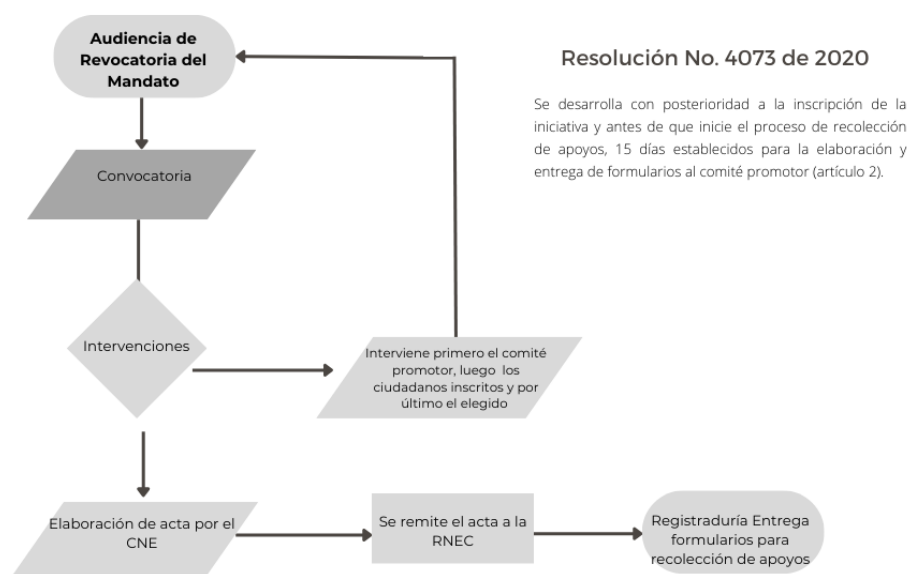 Audiencia de
Revocatoria del
Mandato
Resolución No. 4073 de 2020
Se desarrolla con posterioridad a la inscripción de la
iniciativa y antes de que inicie el proceso de recolección
de apoyos, 15 días establecidos para la elaboración y
entrega de formularios al comité promotor (artículo 2).
Convocatoria
Intervenciones
Interviene primero el comité
promotor, luego los
ciudadanos inscritos y por
último el elegido
Elaboración de acta por el
CNE
Se remite el acta a la
RNEC
Registraduría Entrega
formularios para
recolección de apoyos